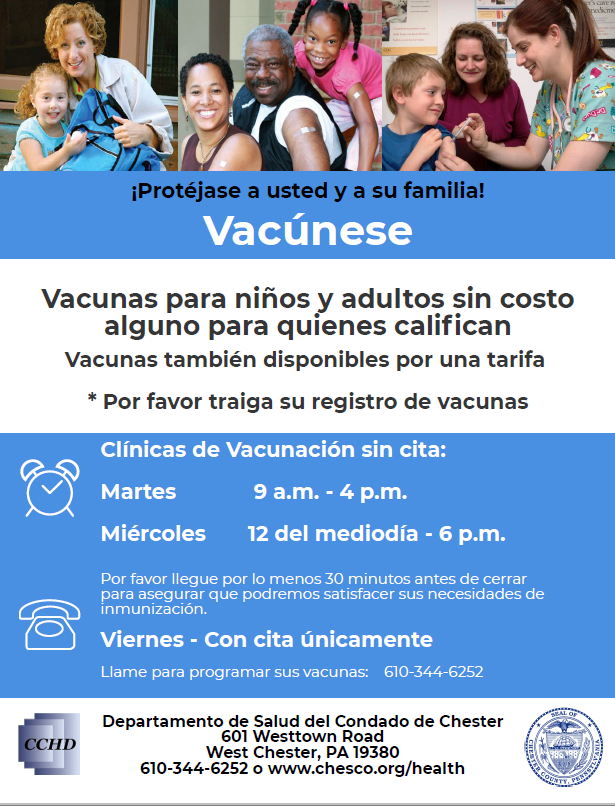 ¡Protéjase a usted y a su familia!
Vacúnese
Vacunas para niños y adultos sin costo
alguno para quienes califican
Vacunas también disponibles por una tarifa
* Por favor traiga su registro de vacunas
Clínicas de Vacunación sin cita:
Martes 9 a.m. - 4 p.m.
Miércoles 12 del mediodía - 6 p.m.
Por favor llegue por lo menos 30 minutos antes de cerrar
para asegurar que podremos satisfacer sus necesidades de
inmunización.
Viernes - Con cita únicamente
Llame para programar sus vacunas: 610-344-6252
CCHD
Departamento de Salud del Condado de Chester
601 Westtown Road
West Chester, PA 19380
610-344-6252 o www.chesco.org/health
SEAL OF
CHESTER COUNTY, PENNSYLVANIA